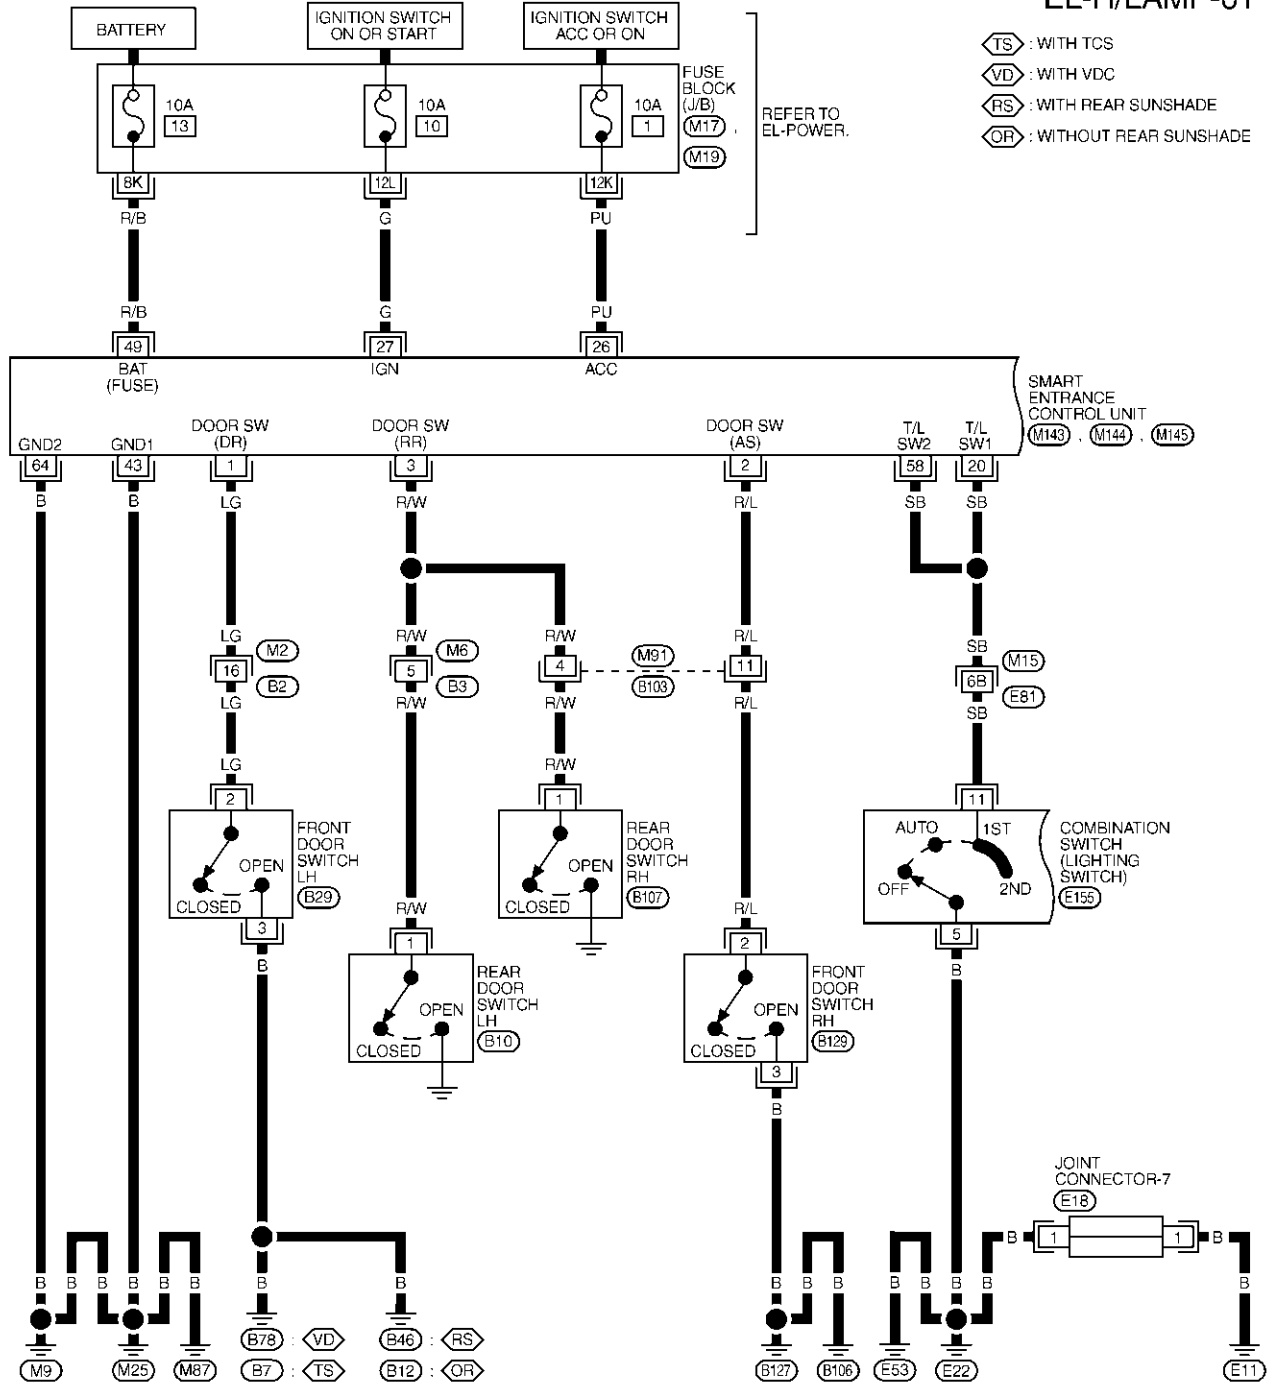 BATTERY
IGNITION SWITCH
ON OR START
IGNITION SWITCH
ACC OR ON
TS : WITH TCS
VD : WITH VDC
RS : WITH REAR SUNSHADE
OR : WITHOUT REAR SUNSHADE
10A
13
10A
10
10A
1
FUSE
BLOCK
(J/B)
M17 ,
M19
REFER TO
EL-POWER.
8K 12L 12K
R/B G PU
R/B G PU
49 27 26
BAT
(FUSE)
IGN
ACC
SMART
ENTRANCE
CONTROL UNIT
M143 , M144 , M145
GND2
GND1
DOOR SW
(DR)
DOOR SW
(RR)
DOOR SW
(AS)
T/L
SW2
T/L
SW1
64 43 1 3 2 58 20
B B LG R/W R/L SB SB
LG R/W R/W R/L SB
16 M2 B2
5 M6 B3
4 M91 B103 11
6B M15 E81
LG R/W R/W R/L SB
LG R/W
2 1 11
FRONT
DOOR
SWITCH
LH
B29
OPEN
CLOSED
3
B
REAR
DOOR
SWITCH
RH
B107
OPEN
CLOSED
AUTO
1ST
OFF
2ND
COMBINATION
SWITCH
(LIGHTING
SWITCH)
E155
5
B
R/W R/L
1 2
REAR
DOOR
SWITCH
LH
B10
OPEN
CLOSED
FRONT
DOOR
SWITCH
RH
B129
OPEN
CLOSED
3
B
JOINT
CONNECTOR-7
E18
B 1 1 B
B B B B B B B B B B B B B B B
M9 M25 M87
B78 : VD
B7 : TS
B46 : RS
B12 : OR
B127 B106 E53 E22 E11